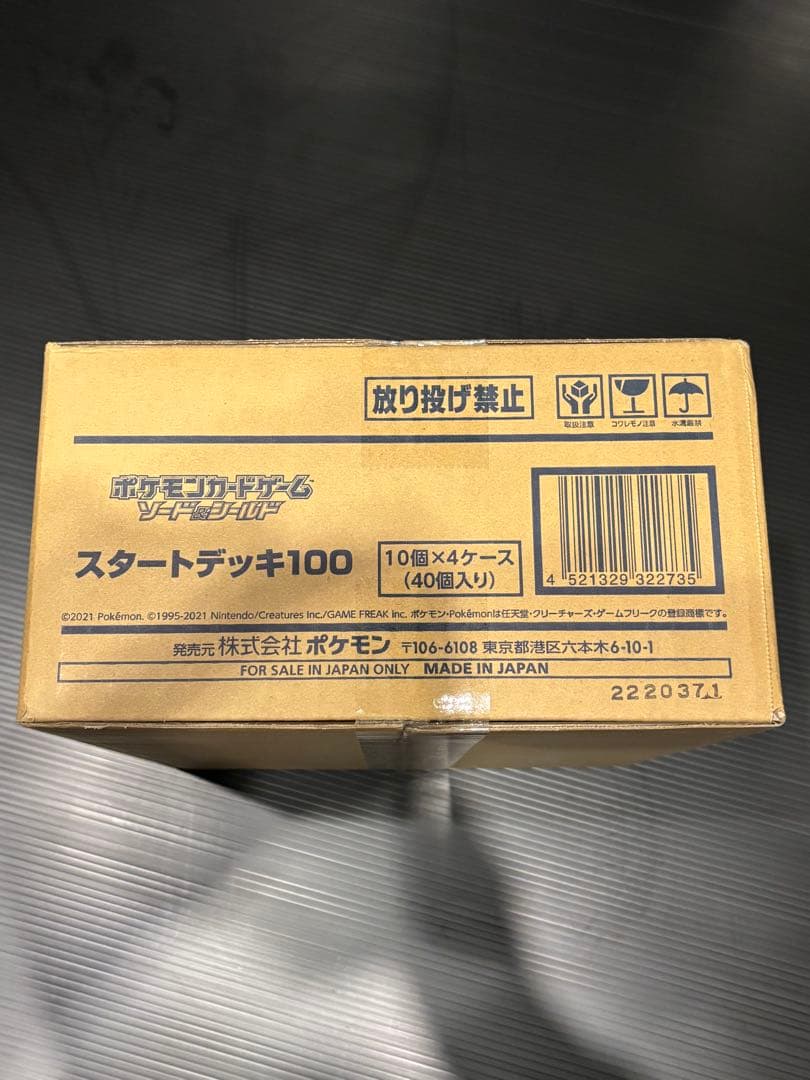 放り投げ禁止
取扱注意 コワレモノ注意 水濡厳禁
ポケモンカードゲーム
ソード&シールド
スタートデッキ100
10個×4ケース
(40個入り)
4 521329 322735
©2021 Pokémon. ©1995-2021 Nintendo/Creatures Inc./GAME FREAK inc. ポケモン・Pokémonは任天堂・クリーチャーズ・ゲームフリークの登録商標です。
発売元 株式会社 ポケモン 〒106-6108 東京都港区六本木6-10-1
FOR SALE IN JAPAN ONLY MADE IN JAPAN
2220371